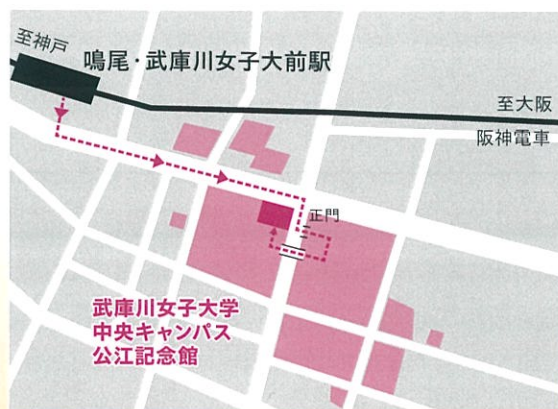 至神戸
鳴尾・武庫川女子大前駅
至大阪
阪神電車
正門
武庫川女子大学
中央キャンパス
公江記念館